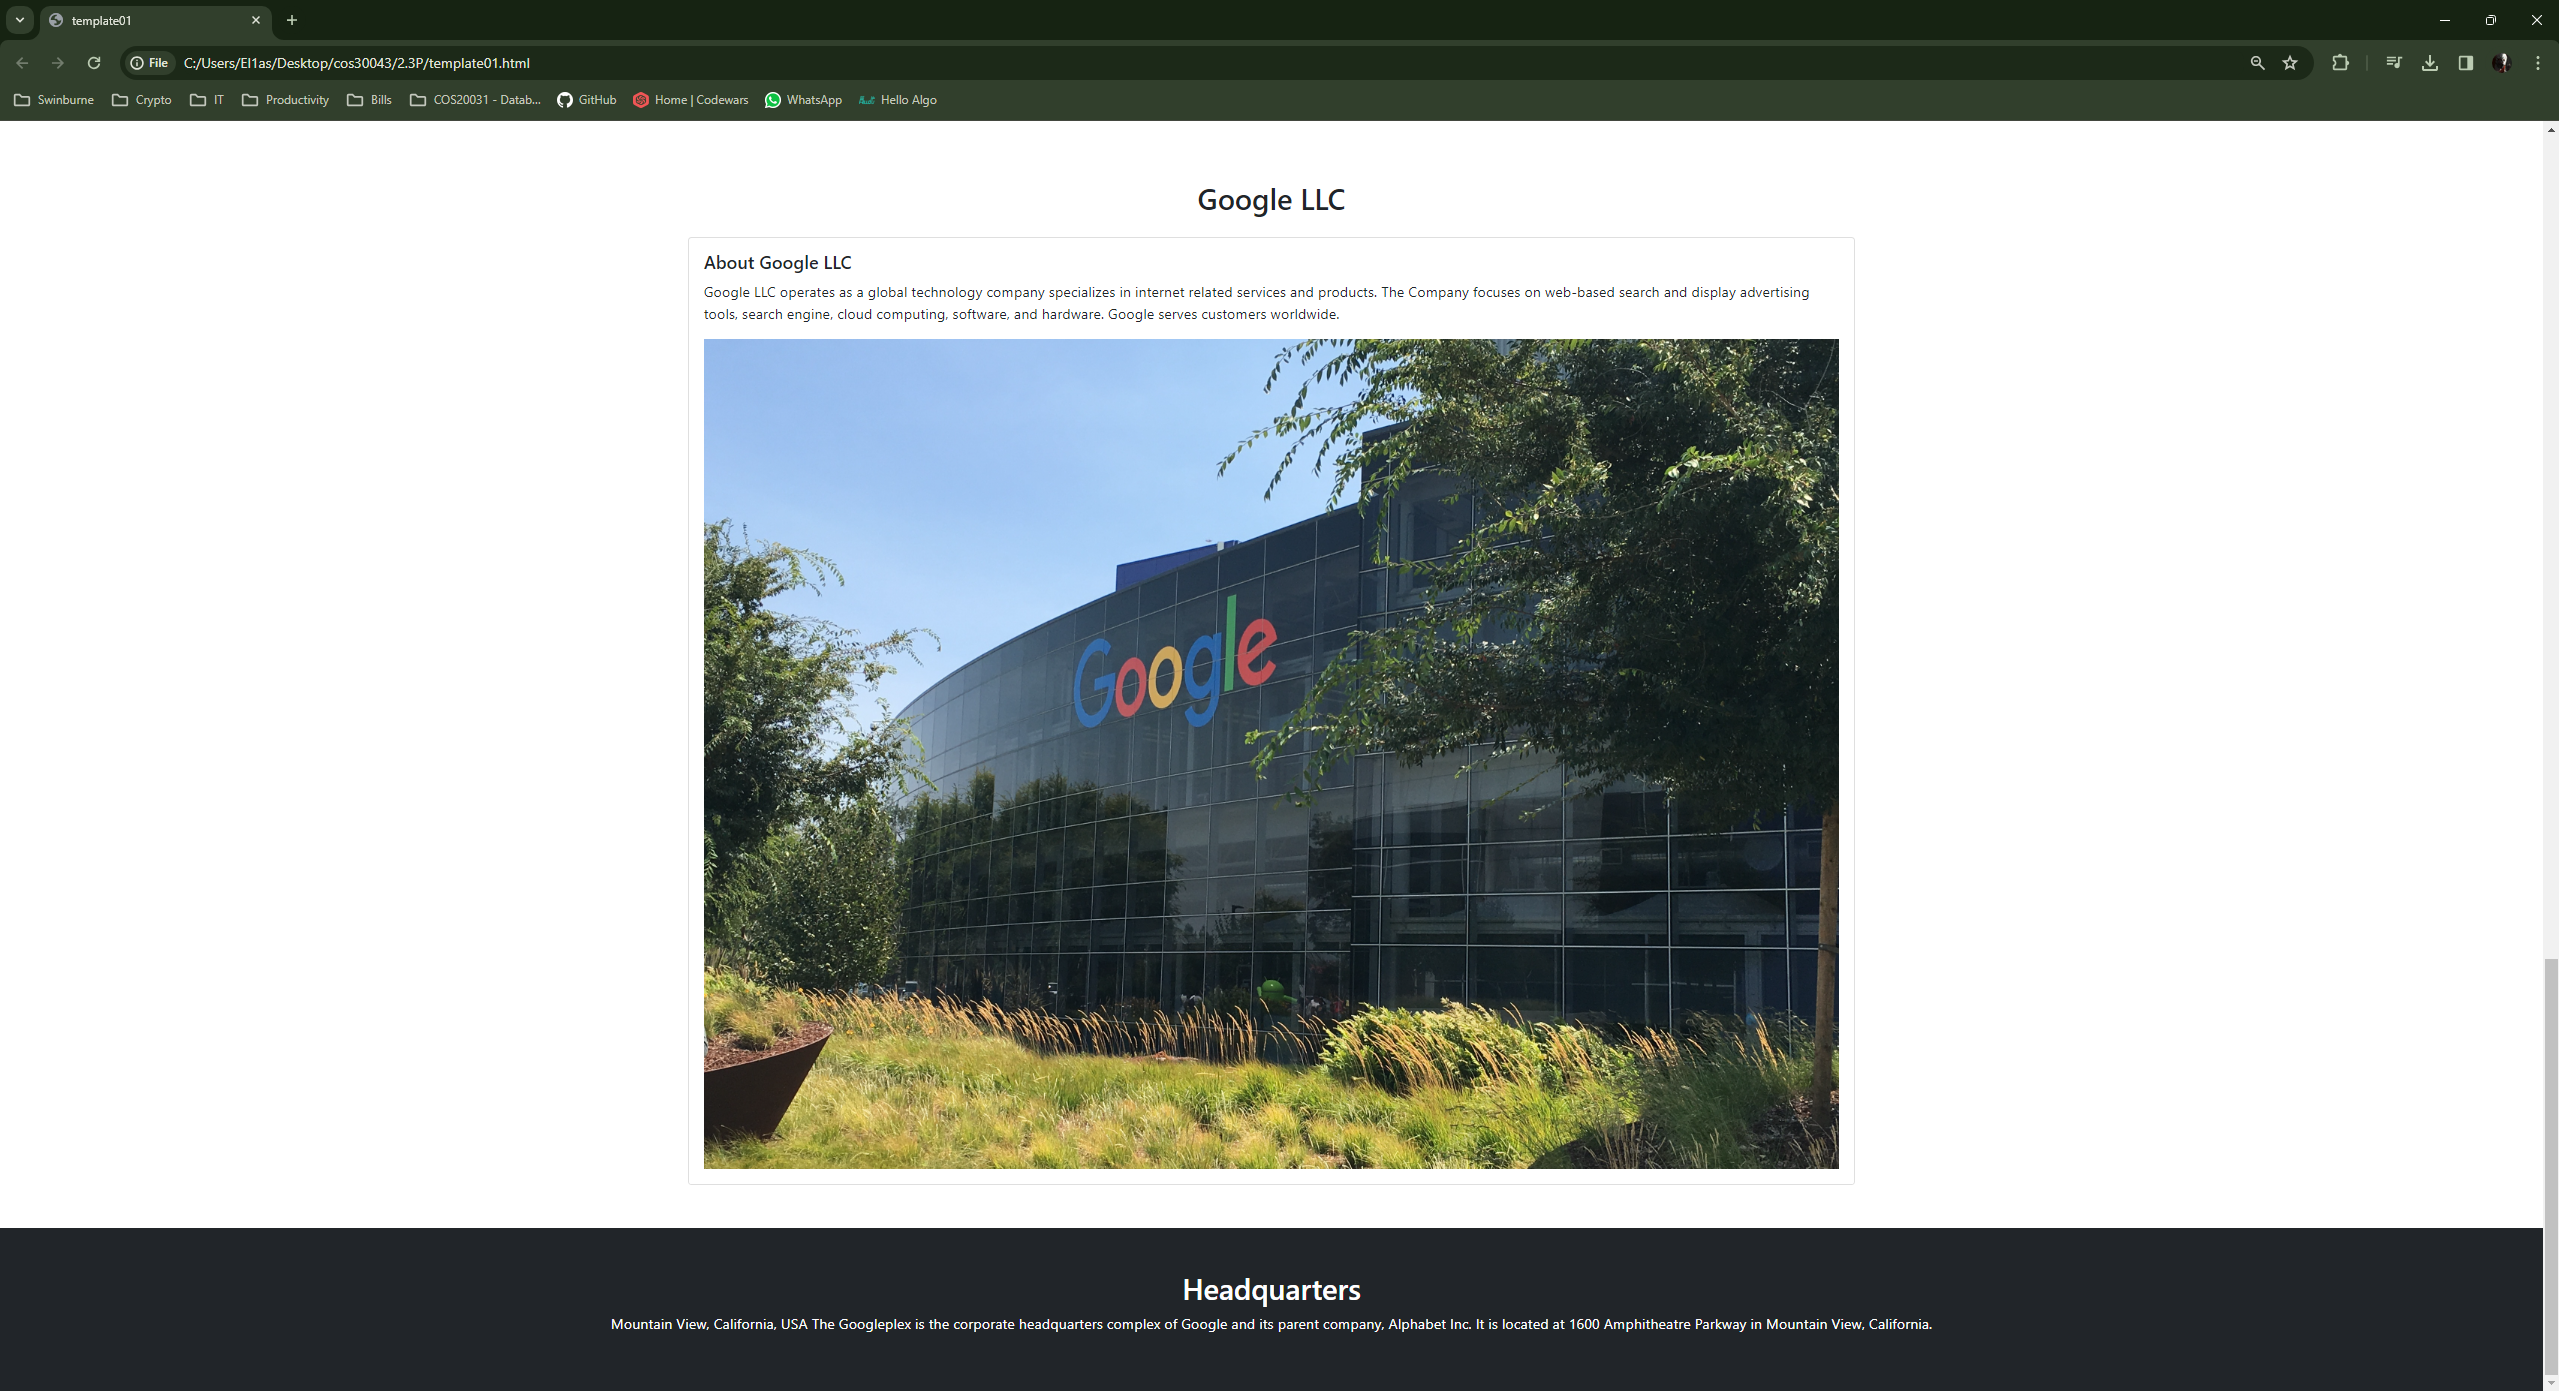 template01
File
C:/Users/El1as/Desktop/cos30043/2.3P/template01.html
Swinburne
Crypto
IT
Productivity
Bills
COS20031 - Datab...
GitHub
Home | Codewars
WhatsApp
Hello Algo
Google LLC
About Google LLC
Google LLC operates as a global technology company specializes in internet related services and products. The Company focuses on web-based search and display advertising
tools, search engine, cloud computing, software, and hardware. Google serves customers worldwide.
Google
Headquarters
Mountain View, California, USA The Googleplex is the corporate headquarters complex of Google and its parent company, Alphabet Inc. It is located at 1600 Amphitheatre Parkway in Mountain View, California.